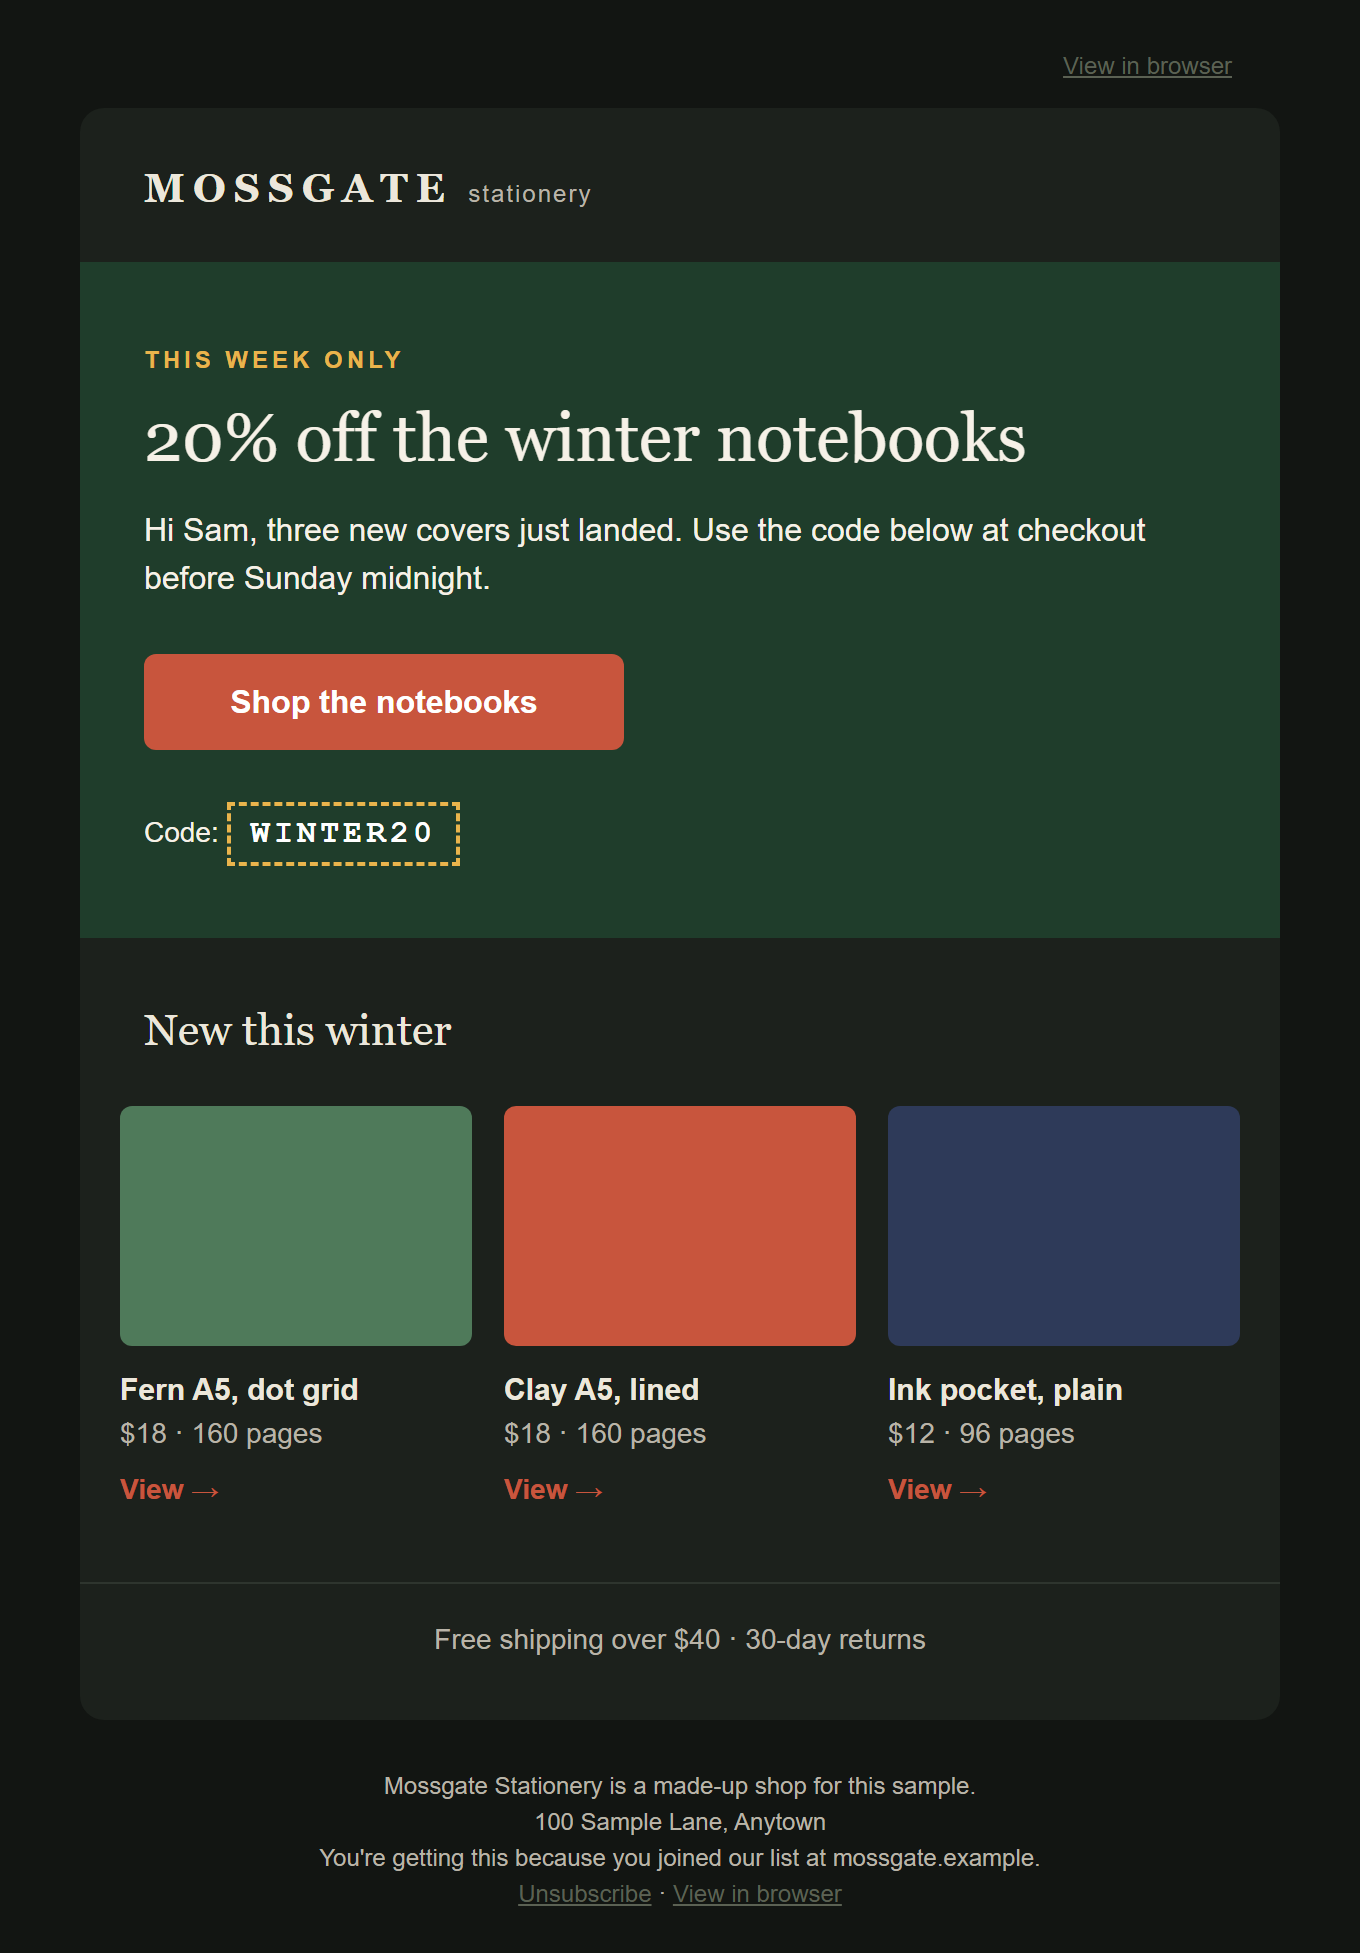 View in browser
MOSSGATE stationery
THIS WEEK ONLY
20% off the winter notebooks
Hi Sam, three new covers just landed. Use the code below at checkout
before Sunday midnight.
Shop the notebooks
Code: WINTER20
New this winter
Fern A5, dot grid
$18 · 160 pages
View →
Clay A5, lined
$18 · 160 pages
View →
Ink pocket, plain
$12 · 96 pages
View →
Free shipping over $40 · 30-day returns
Mossgate Stationery is a made-up shop for this sample.
100 Sample Lane, Anytown
You're getting this because you joined our list at mossgate.example.
Unsubscribe · View in browser